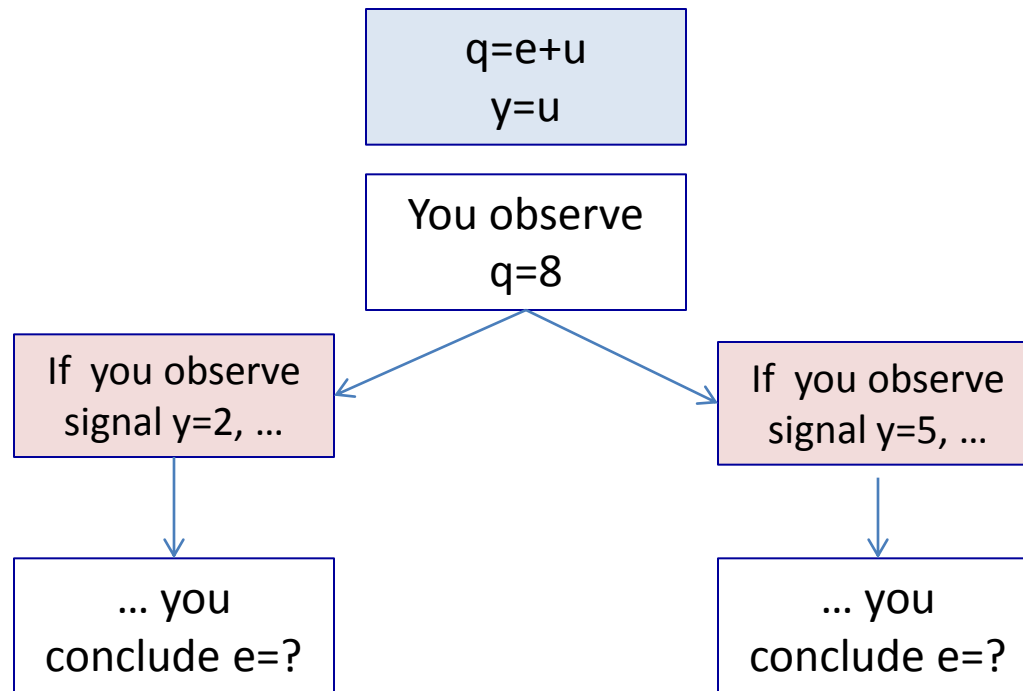 q=e+u
y=u
You observe
q=8
If you observe
signal y=2, …
If you observe
signal y=5, …
… you
conclude e=?
… you
conclude e=?